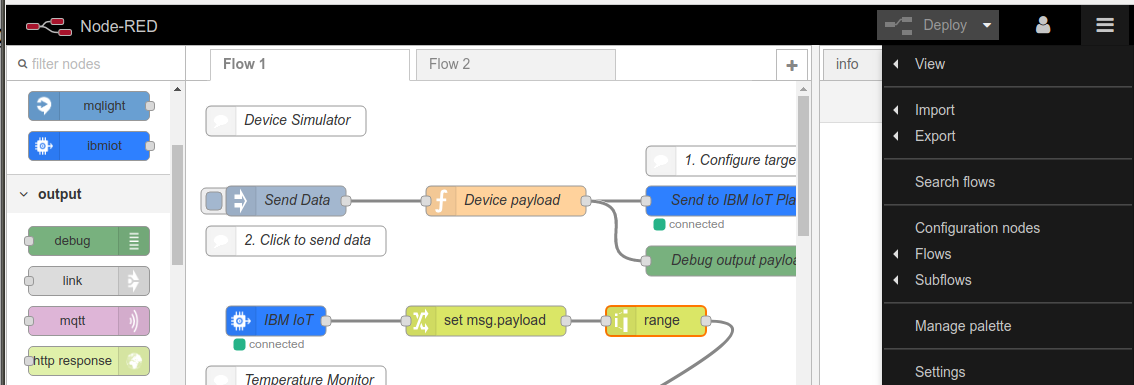 Node-RED
Deploy
filter nodes
Flow 1
Flow 2
+
info
View
mqlight
Device Simulator
Import
ibmiot
Export
1. Configure targe
output
Search flows
Send Data
Device payload
Send to IBM IoT Pla
connected
Configuration nodes
debug
2. Click to send data
Flows
Debug output payloa
link
Subflows
mqtt
IBM IoT
set msg.payload
range
Manage palette
connected
http response
Temperature Monitor
Settings